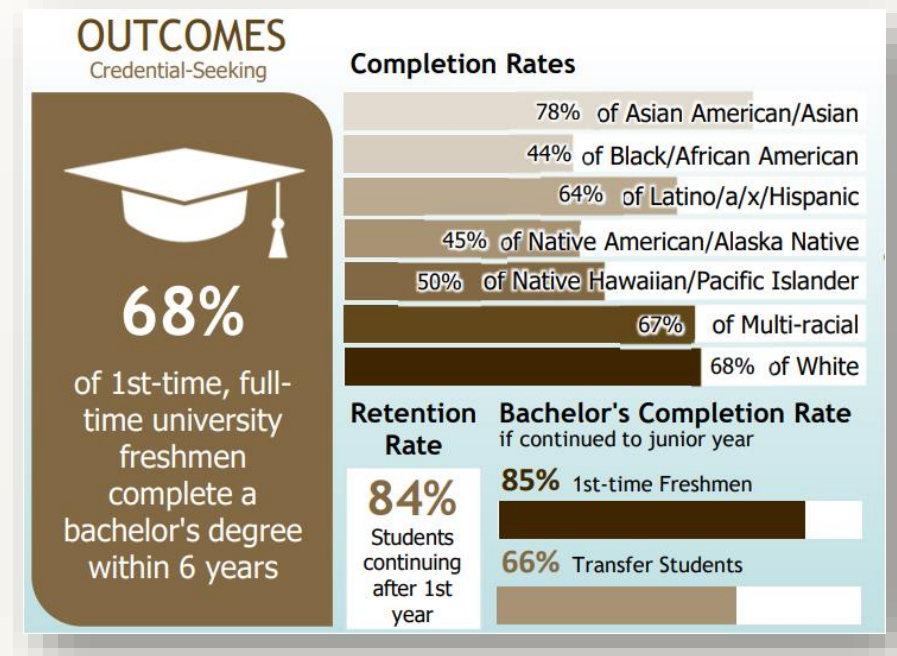 OUTCOMES
Credential-Seeking
68%
of 1st-time, full-
time university
freshmen
complete a
bachelor's degree
within 6 years
Completion Rates
78% of Asian American/Asian
44% of Black/African American
64% of Latino/a/x/Hispanic
45% of Native American/Alaska Native
50% of Native Hawaiian/Pacific Islander
67% of Multi-racial
68% of White
Retention
Rate
84%
Students
continuing
after 1st
year
Bachelor's Completion Rate
if continued to junior year
85% 1st-time Freshmen
66% Transfer Students